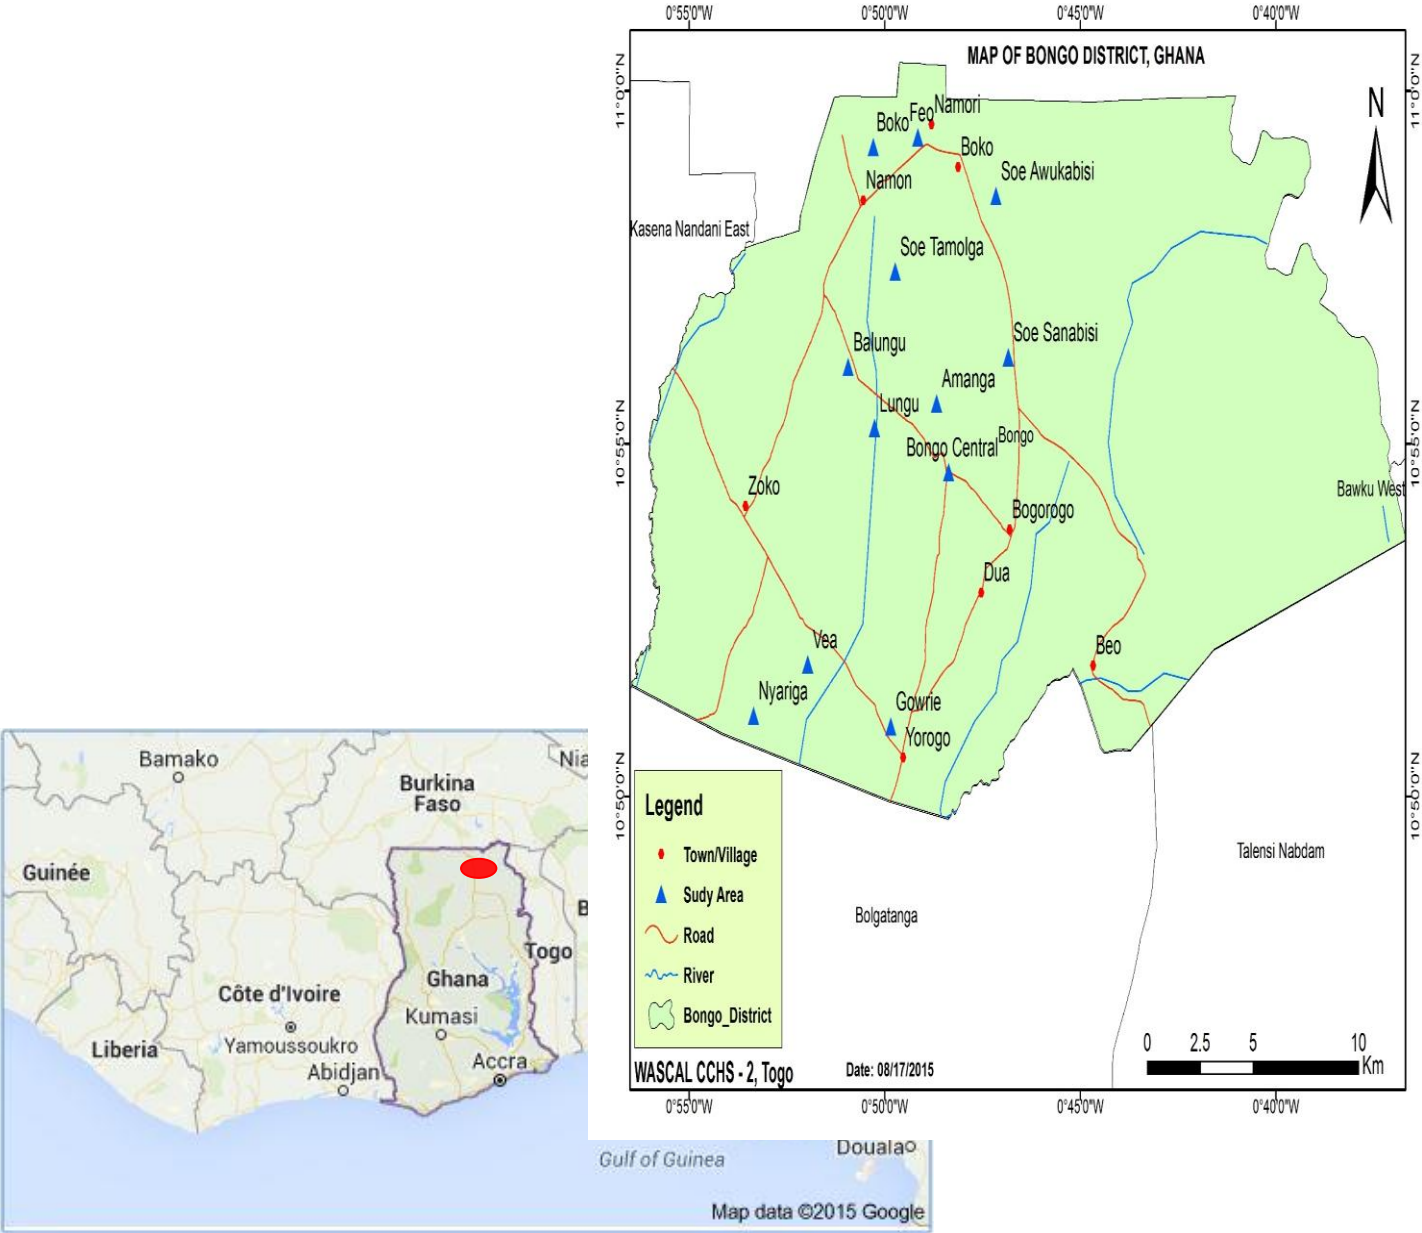 0°55'0"W 0°50'0"W 0°45'0"W 0°40'0"W
MAP OF BONGO DISTRICT, GHANA
11°0'0"N
11°0'0"N
N
Namori
Feo
Boko
Boko
Soe Awukabisi
Namon
Kasena Nandani East
Soe Tamolga
Soe Sanabisi
Balungu
Amanga
Lungu
10°55'0"N
10°55'0"N
Bongo
Bongo Central
Zoko
Bawku West
Bogorogo
Dua
Vea
Beo
Nyariga
Gowrie
Yorogo
10°50'0"N
10°50'0"N
Legend
Town/Village
Sudy Area
Road
River
Bongo_District
Talensi Nabdam
Bolgatanga
0 2.5 5 10
Km
WASCAL CCHS - 2, Togo
Date: 08/17/2015
0°55'0"W 0°50'0"W 0°45'0"W 0°40'0"W
Bamako
Nia
Burkina
Faso
Guinée
B
Togo
Ghana
Côte d'Ivoire
Kumasi
Yamoussoukro
Liberia
Accra
Abidjan
Douala
Gulf of Guinea
Map data ©2015 Google